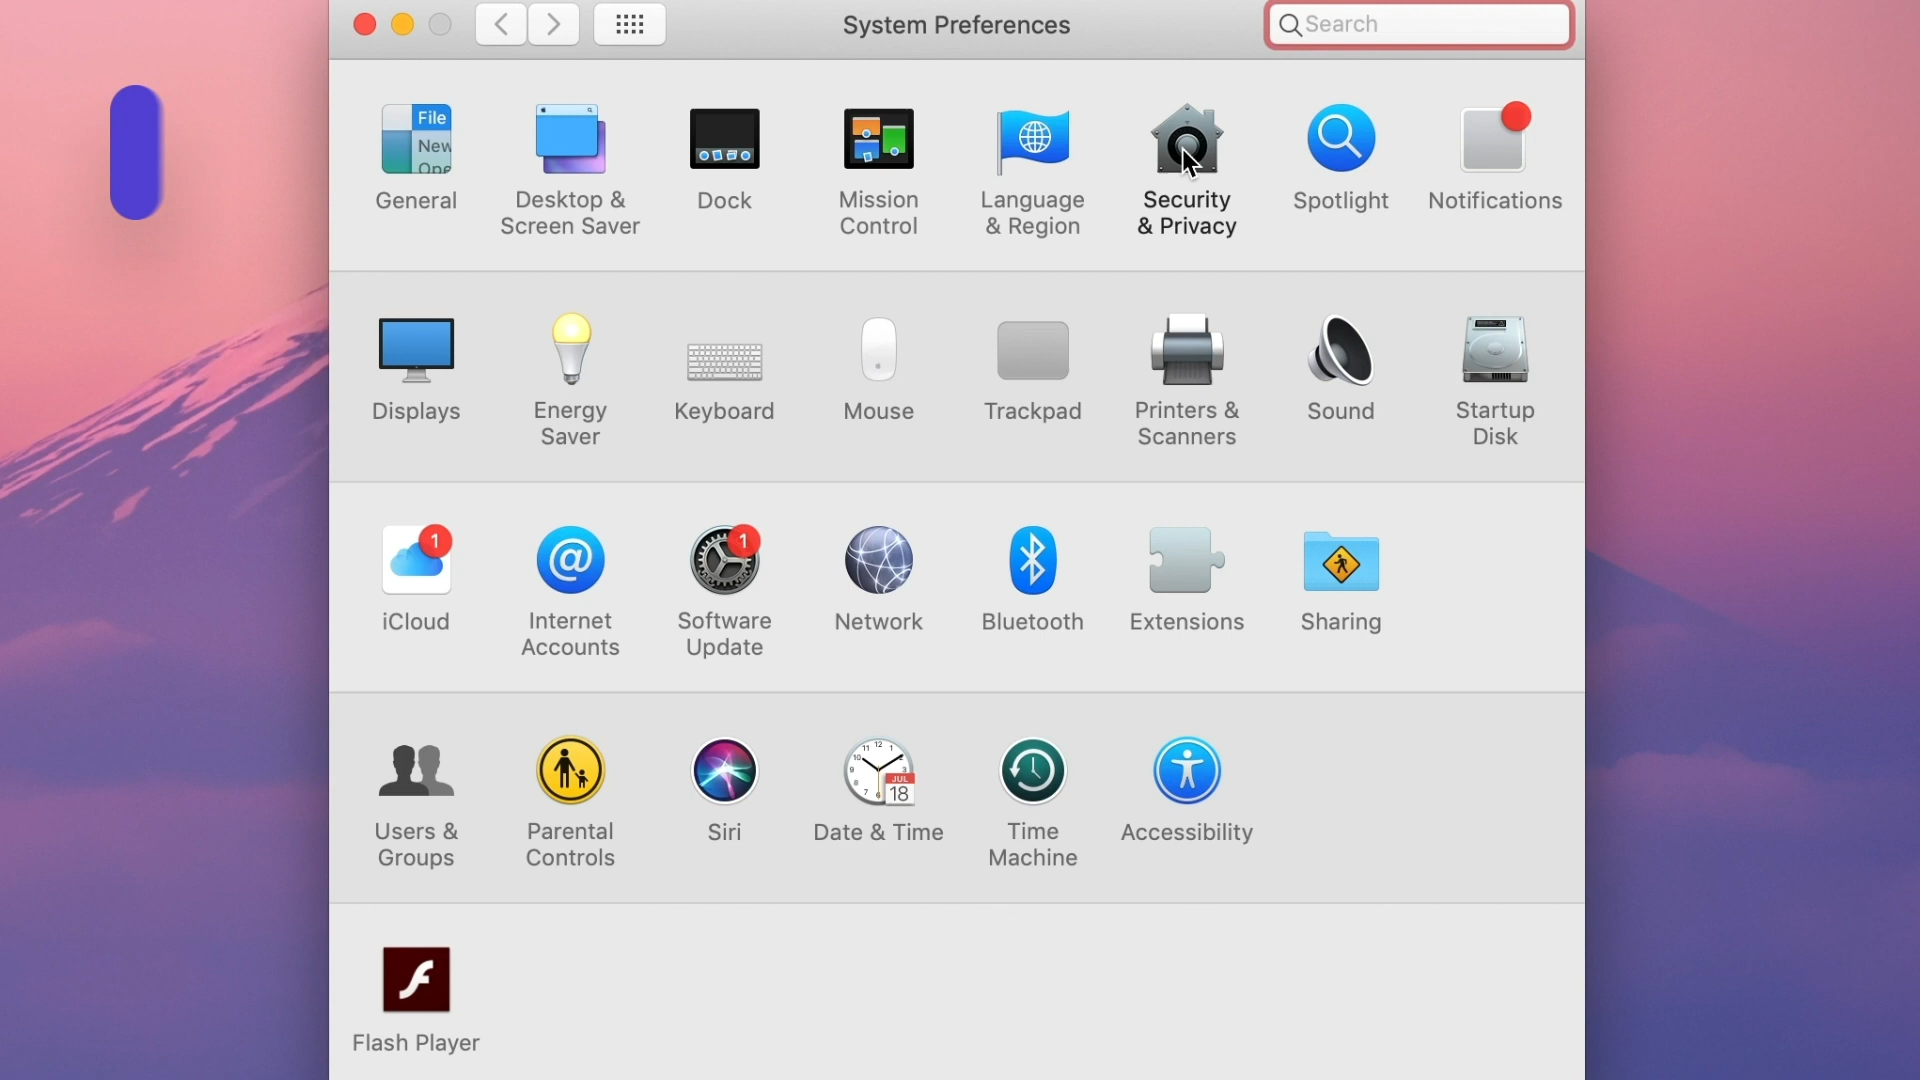 System Preferences
Search
File
New
Ope
General
Desktop &
Screen Saver
Dock
Mission
Control
Language
& Region
Security
& Privacy
Spotlight
Notifications
Displays
Energy
Saver
Keyboard
Mouse
Trackpad
Printers &
Scanners
Sound
Startup
Disk
1
iCloud
@
Internet
Accounts
1
Software
Update
Network
Bluetooth
Extensions
Sharing
Users &
Groups
Parental
Controls
Siri
JUL
18
Date & Time
Time
Machine
Accessibility
Flash Player